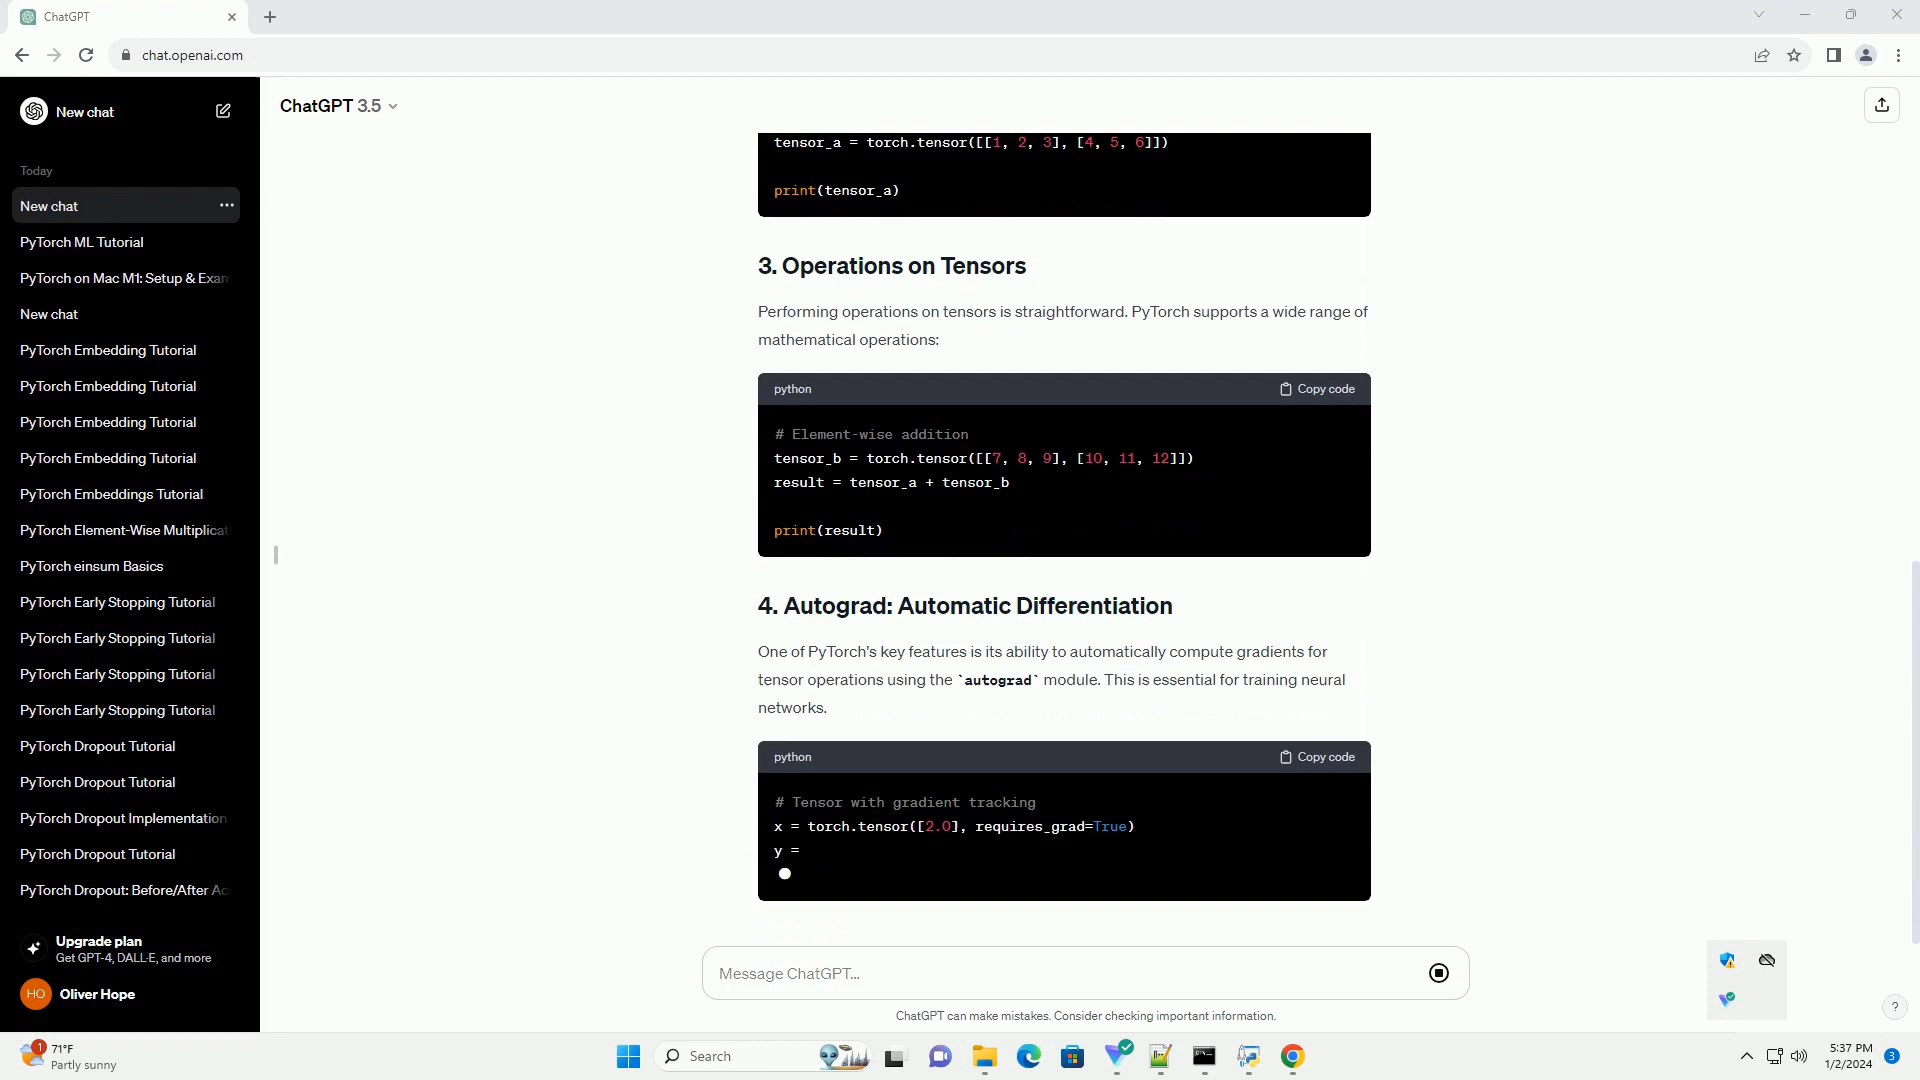 ChatGPT
chat.openai.com
New chat
Today
New chat
PyTorch ML Tutorial
PyTorch on Mac M1: Setup & Exam
New chat
PyTorch Embedding Tutorial
PyTorch Embedding Tutorial
PyTorch Embedding Tutorial
PyTorch Embedding Tutorial
PyTorch Embeddings Tutorial
PyTorch Element-Wise Multiplicat
PyTorch einsum Basics
PyTorch Early Stopping Tutorial
PyTorch Early Stopping Tutorial
PyTorch Early Stopping Tutorial
PyTorch Early Stopping Tutorial
PyTorch Dropout Tutorial
PyTorch Dropout Tutorial
PyTorch Dropout Implementation
PyTorch Dropout Tutorial
PyTorch Dropout: Before/After Ac
Upgrade plan
Get GPT-4, DALL·E, and more
HO Oliver Hope
ChatGPT 3.5
tensor_a = torch.tensor([[1, 2, 3], [4, 5, 6]])
print(tensor_a)
3. Operations on Tensors
Performing operations on tensors is straightforward. PyTorch supports a wide range of
mathematical operations:
python Copy code
# Element-wise addition
tensor_b = torch.tensor([[7, 8, 9], [10, 11, 12]])
result = tensor_a + tensor_b
print(result)
4. Autograd: Automatic Differentiation
One of PyTorch's key features is its ability to automatically compute gradients for
tensor operations using the `autograd` module. This is essential for training neural
networks.
python Copy code
# Tensor with gradient tracking
x = torch.tensor([2.0], requires_grad=True)
y =
Message ChatGPT...
ChatGPT can make mistakes. Consider checking important information.
?
1
71°F
Partly sunny
Search
5:37 PM
1/2/2024
3